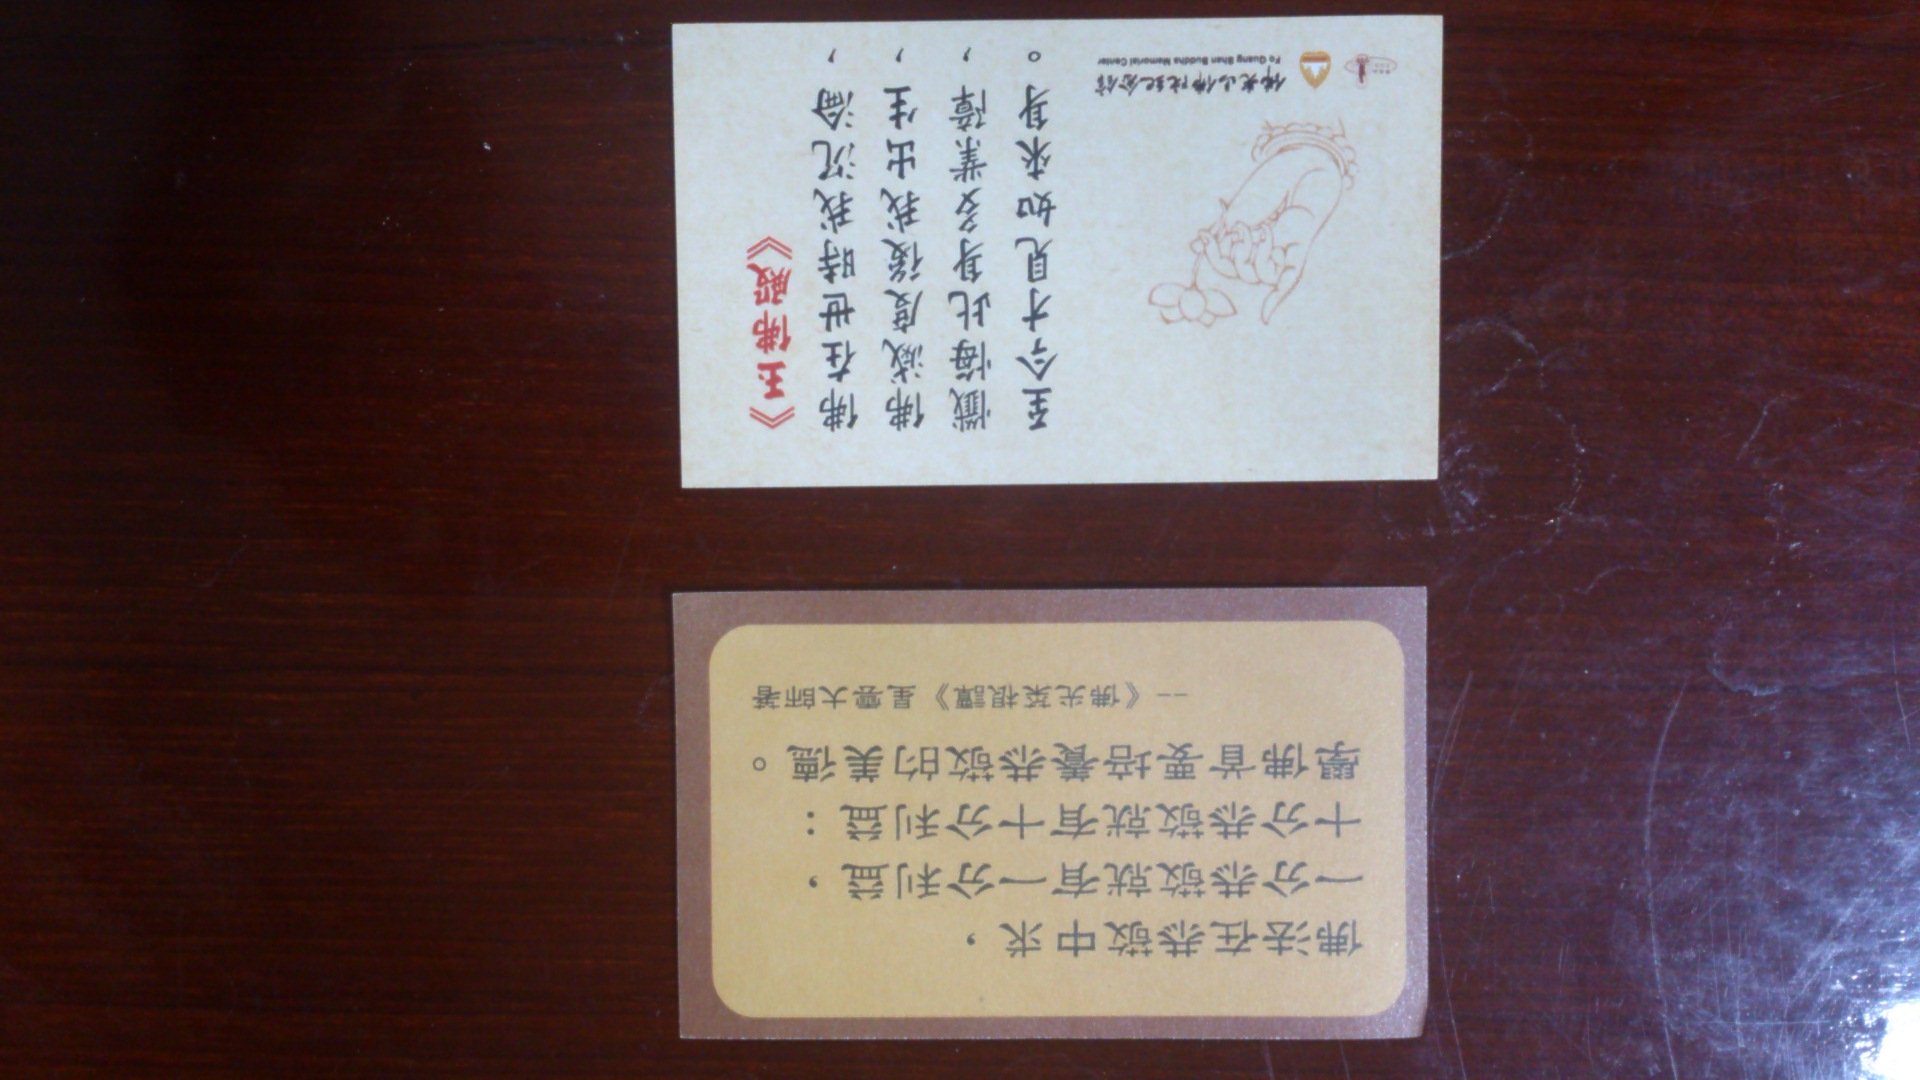 佛法在恭敬中求，
一分恭敬就有一分利益，
十分恭敬就有十分利益：
學佛首要培養恭敬的美德。
--《佛光菜根譚》星雲大師著
《玉佛殿》
佛在世時我沉淪，
佛滅度後我出生，
懺悔此身多業障，
至今才見如來身。
佛光山佛陀紀念館
Fo Guang Shan Buddha Memorial Center